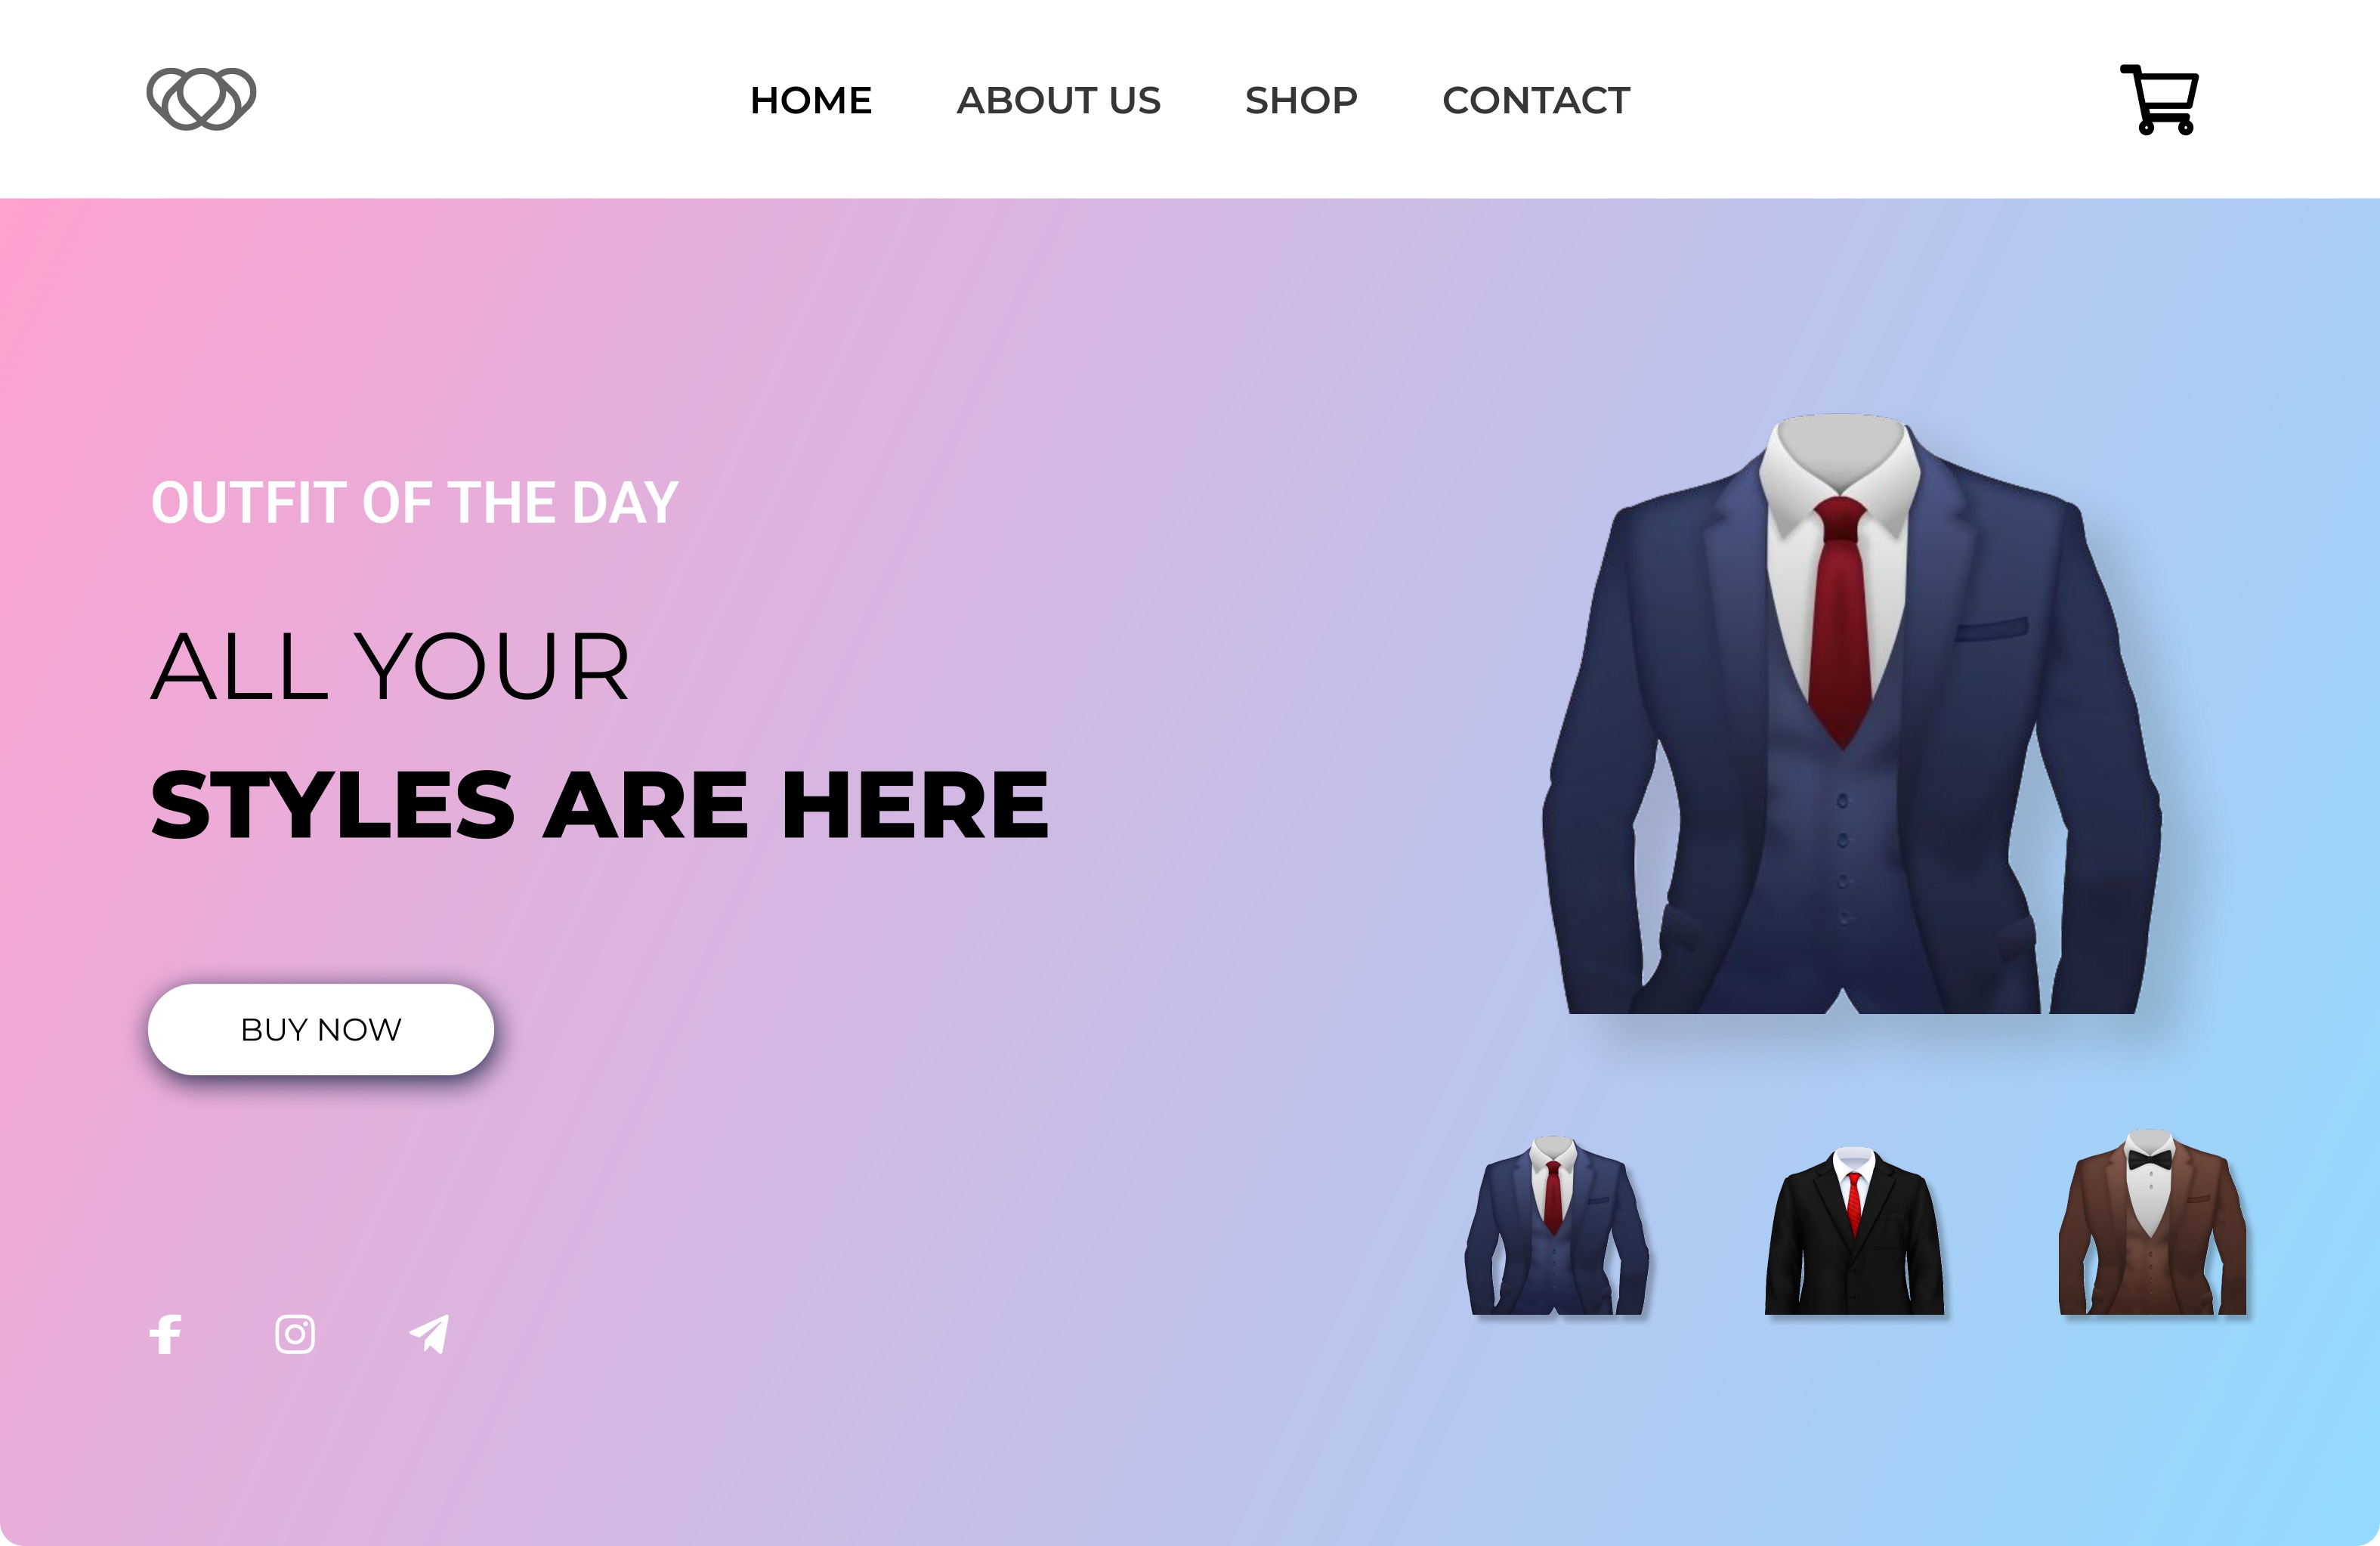 HOME ABOUT US SHOP CONTACT
OUTFIT OF THE DAY
ALL YOUR
STYLES ARE HERE
BUY NOW